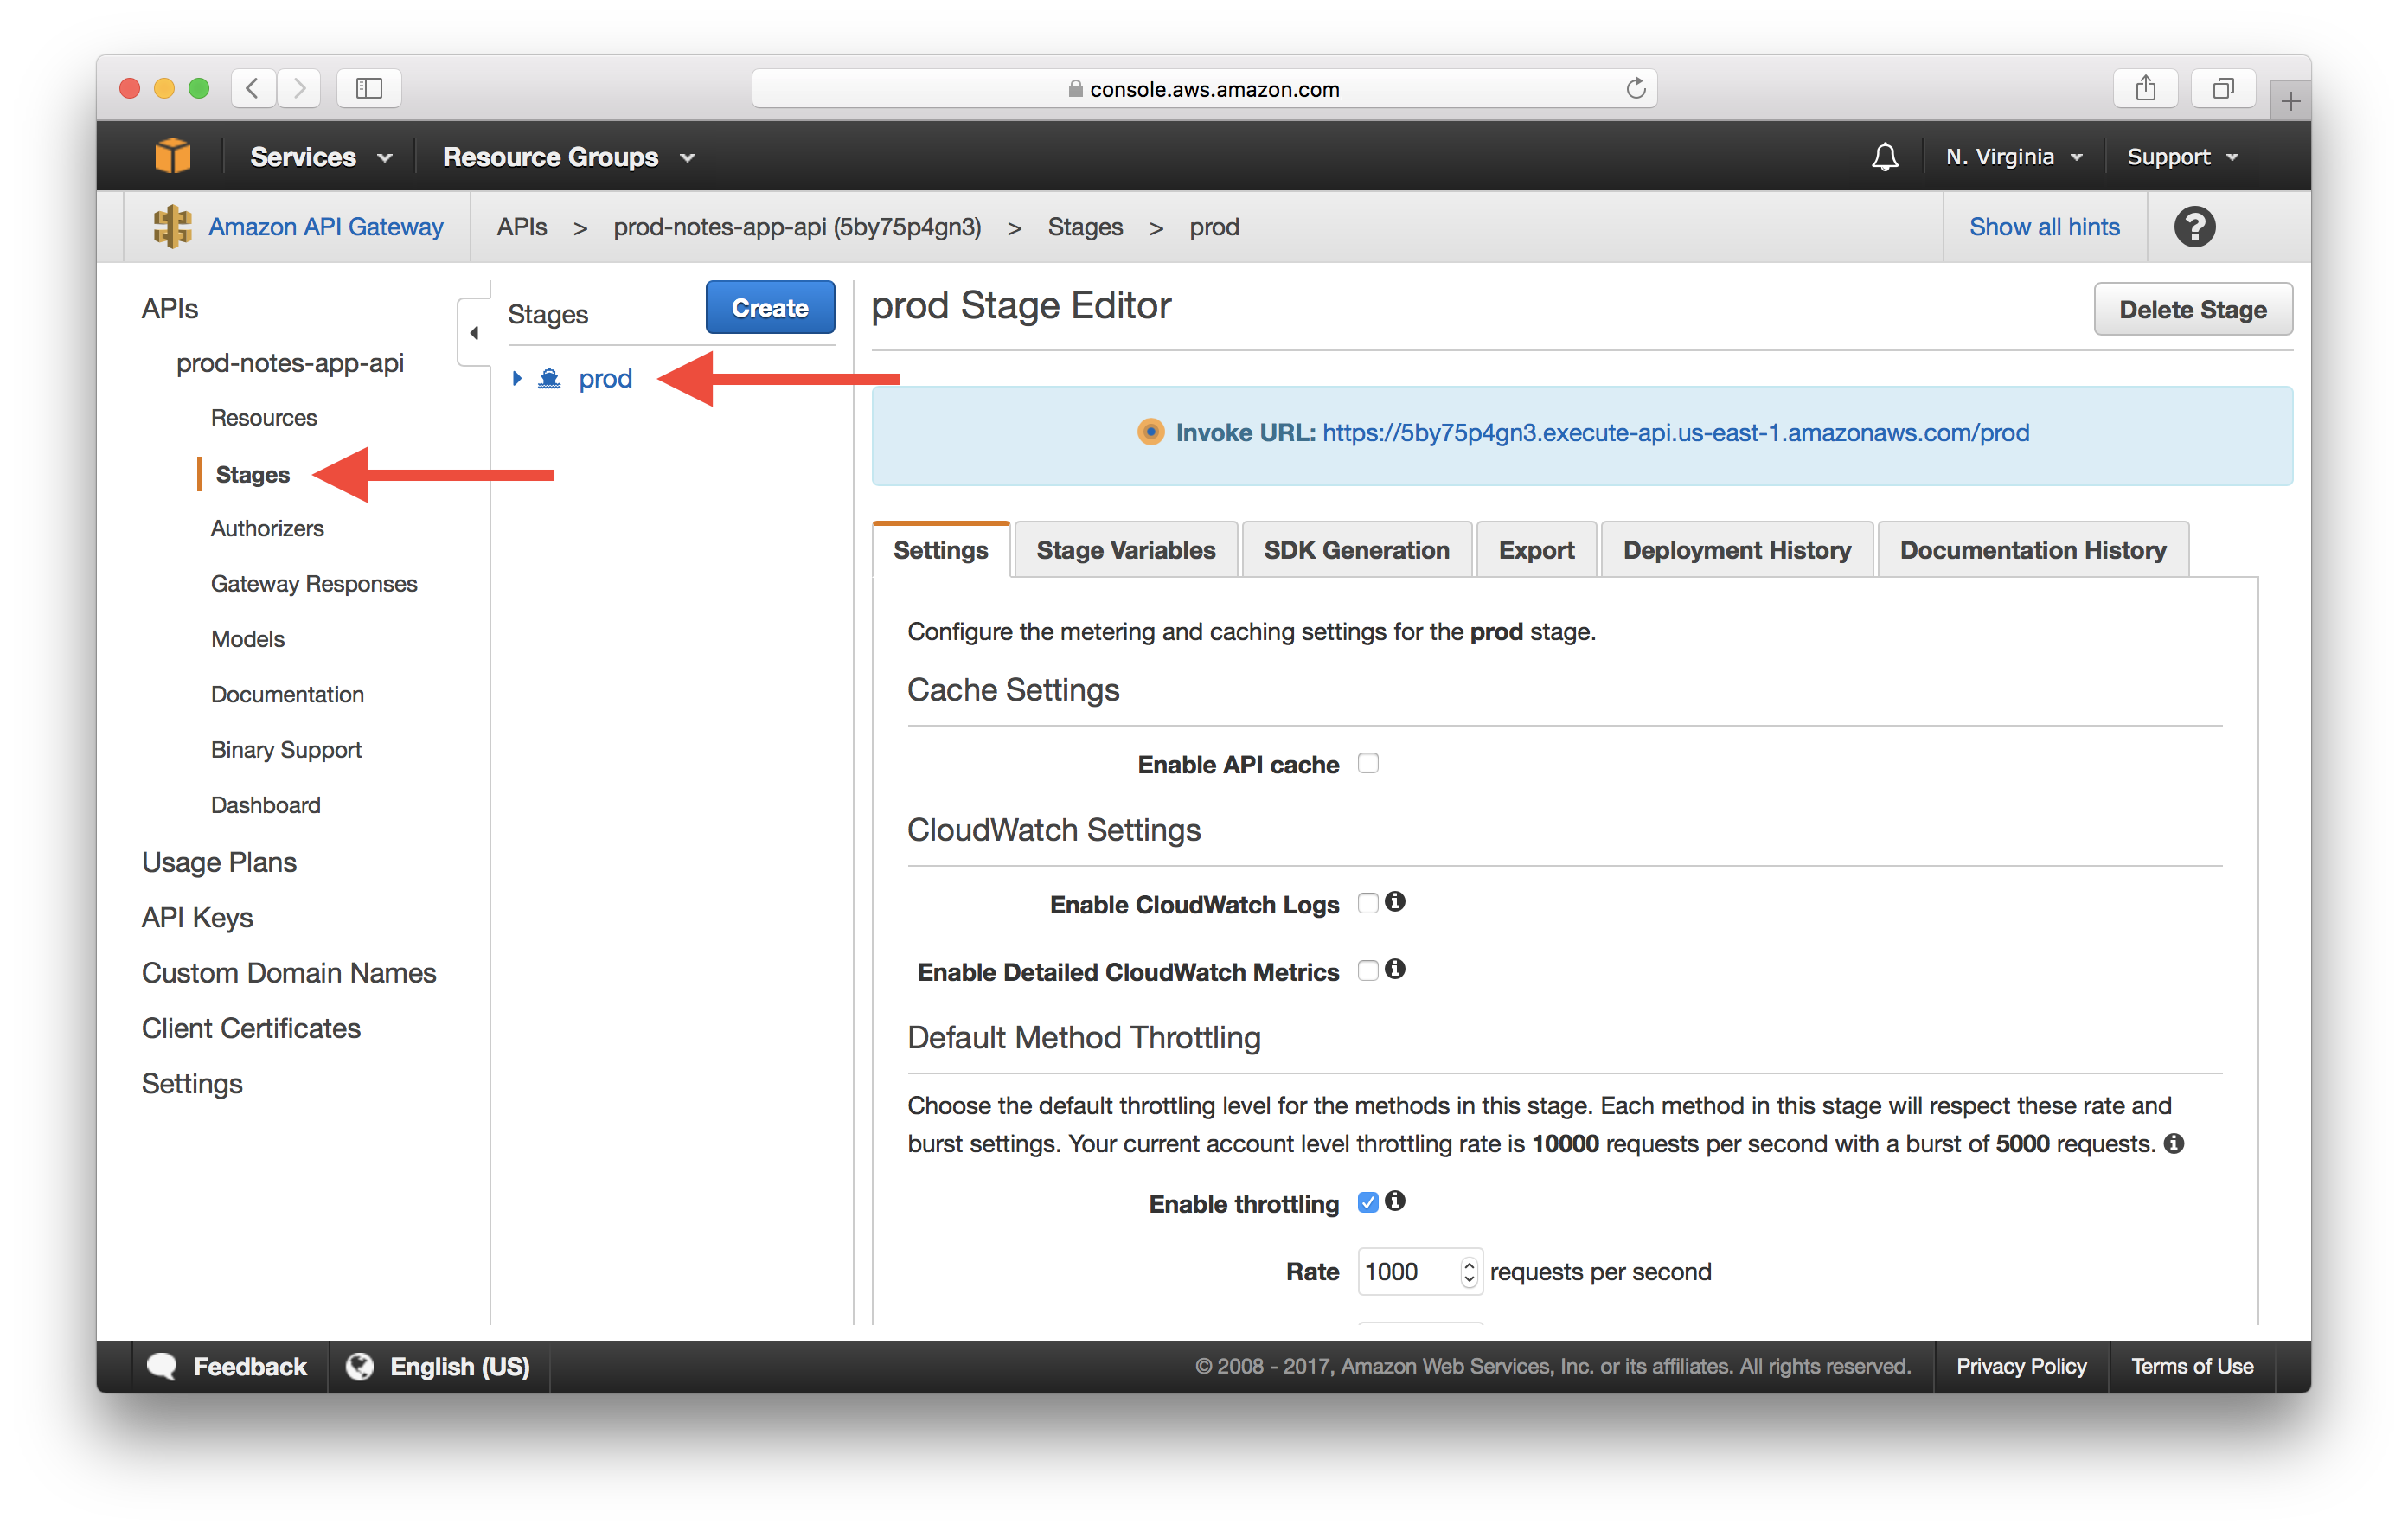 console.aws.amazon.com
Services Resource Groups N. Virginia Support
Amazon API Gateway APIs > prod-notes-app-api (5by75p4gn3) > Stages > prod Show all hints
APIs
prod-notes-app-api
Resources
Stages
Authorizers
Gateway Responses
Models
Documentation
Binary Support
Dashboard
Usage Plans
API Keys
Custom Domain Names
Client Certificates
Settings
Stages Create
prod
prod Stage Editor Delete Stage
Invoke URL: https://5by75p4gn3.execute-api.us-east-1.amazonaws.com/prod
Settings Stage Variables SDK Generation Export Deployment History Documentation History
Configure the metering and caching settings for the prod stage.
Cache Settings
Enable API cache
CloudWatch Settings
Enable CloudWatch Logs
Enable Detailed CloudWatch Metrics
Default Method Throttling
Choose the default throttling level for the methods in this stage. Each method in this stage will respect these rate and
burst settings. Your current account level throttling rate is 10000 requests per second with a burst of 5000 requests.
Enable throttling
Rate 1000 requests per second
Feedback English (US) © 2008 - 2017, Amazon Web Services, Inc. or its affiliates. All rights reserved. Privacy Policy Terms of Use